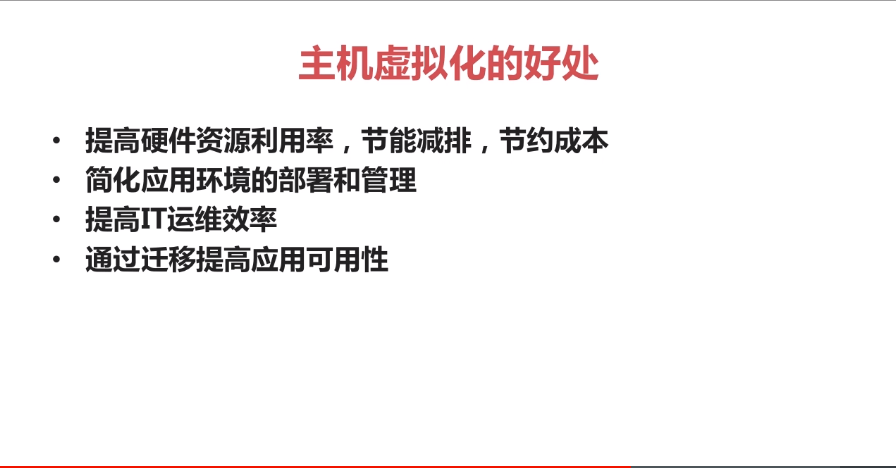 主机虚拟化的好处
• 提高硬件资源利用率，节能减排，节约成本
• 简化应用环境的部署和管理
• 提高IT运维效率
• 通过迁移提高应用可用性